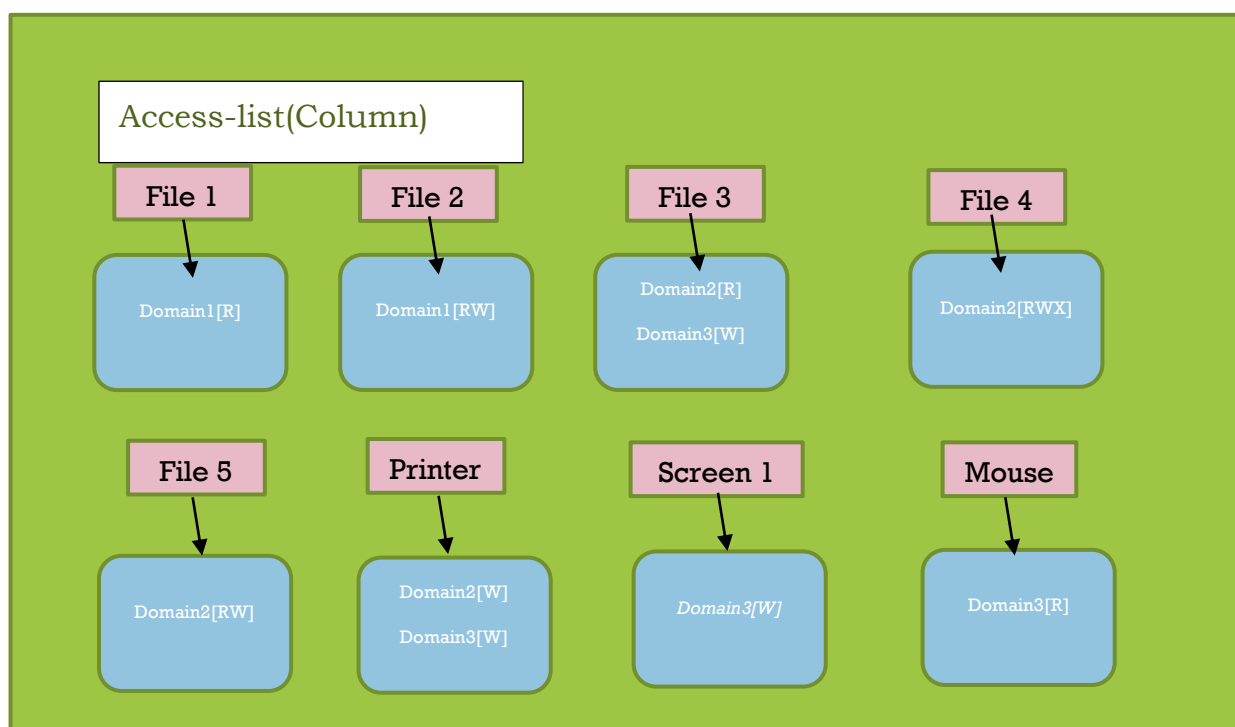 Access-list(Column)
File 1
File 2
File 3
File 4
Domain1[R]
Domain1[RW]
Domain2[R]
Domain3[W]
Domain2[RWX]
File 5
Printer
Screen 1
Mouse
Domain2[RW]
Domain2[W]
Domain3[W]
Domain3[W]
Domain3[R]